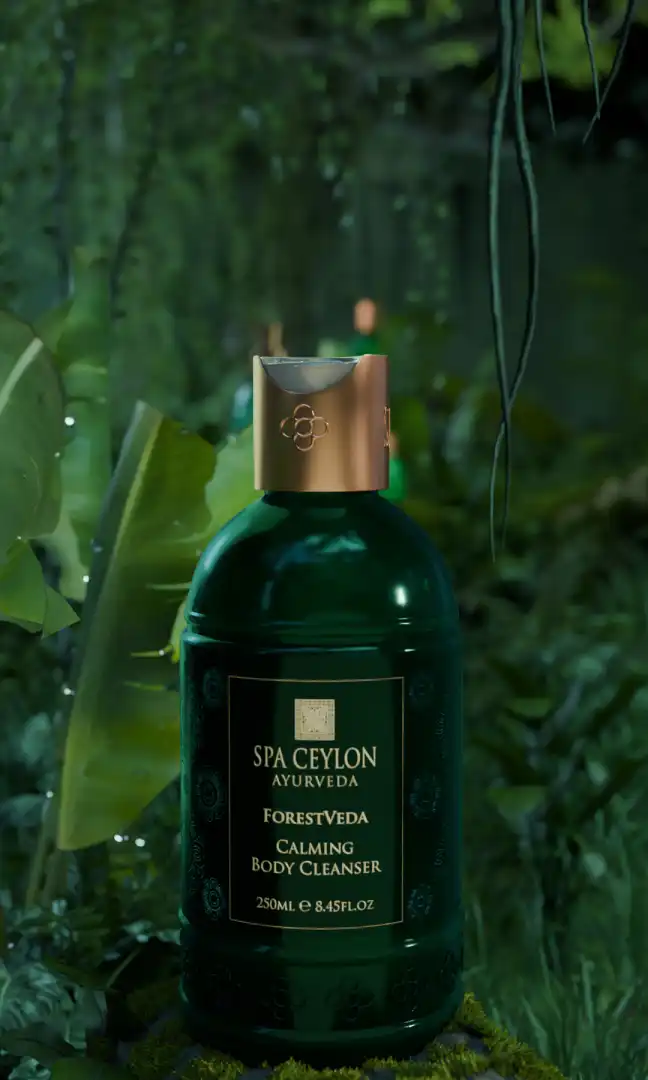 SPA CEYLON
AYURVEDA
FORESTVEDA
CALMING
BODY CLEANSER
250ML ℮ 8.45FL.OZ